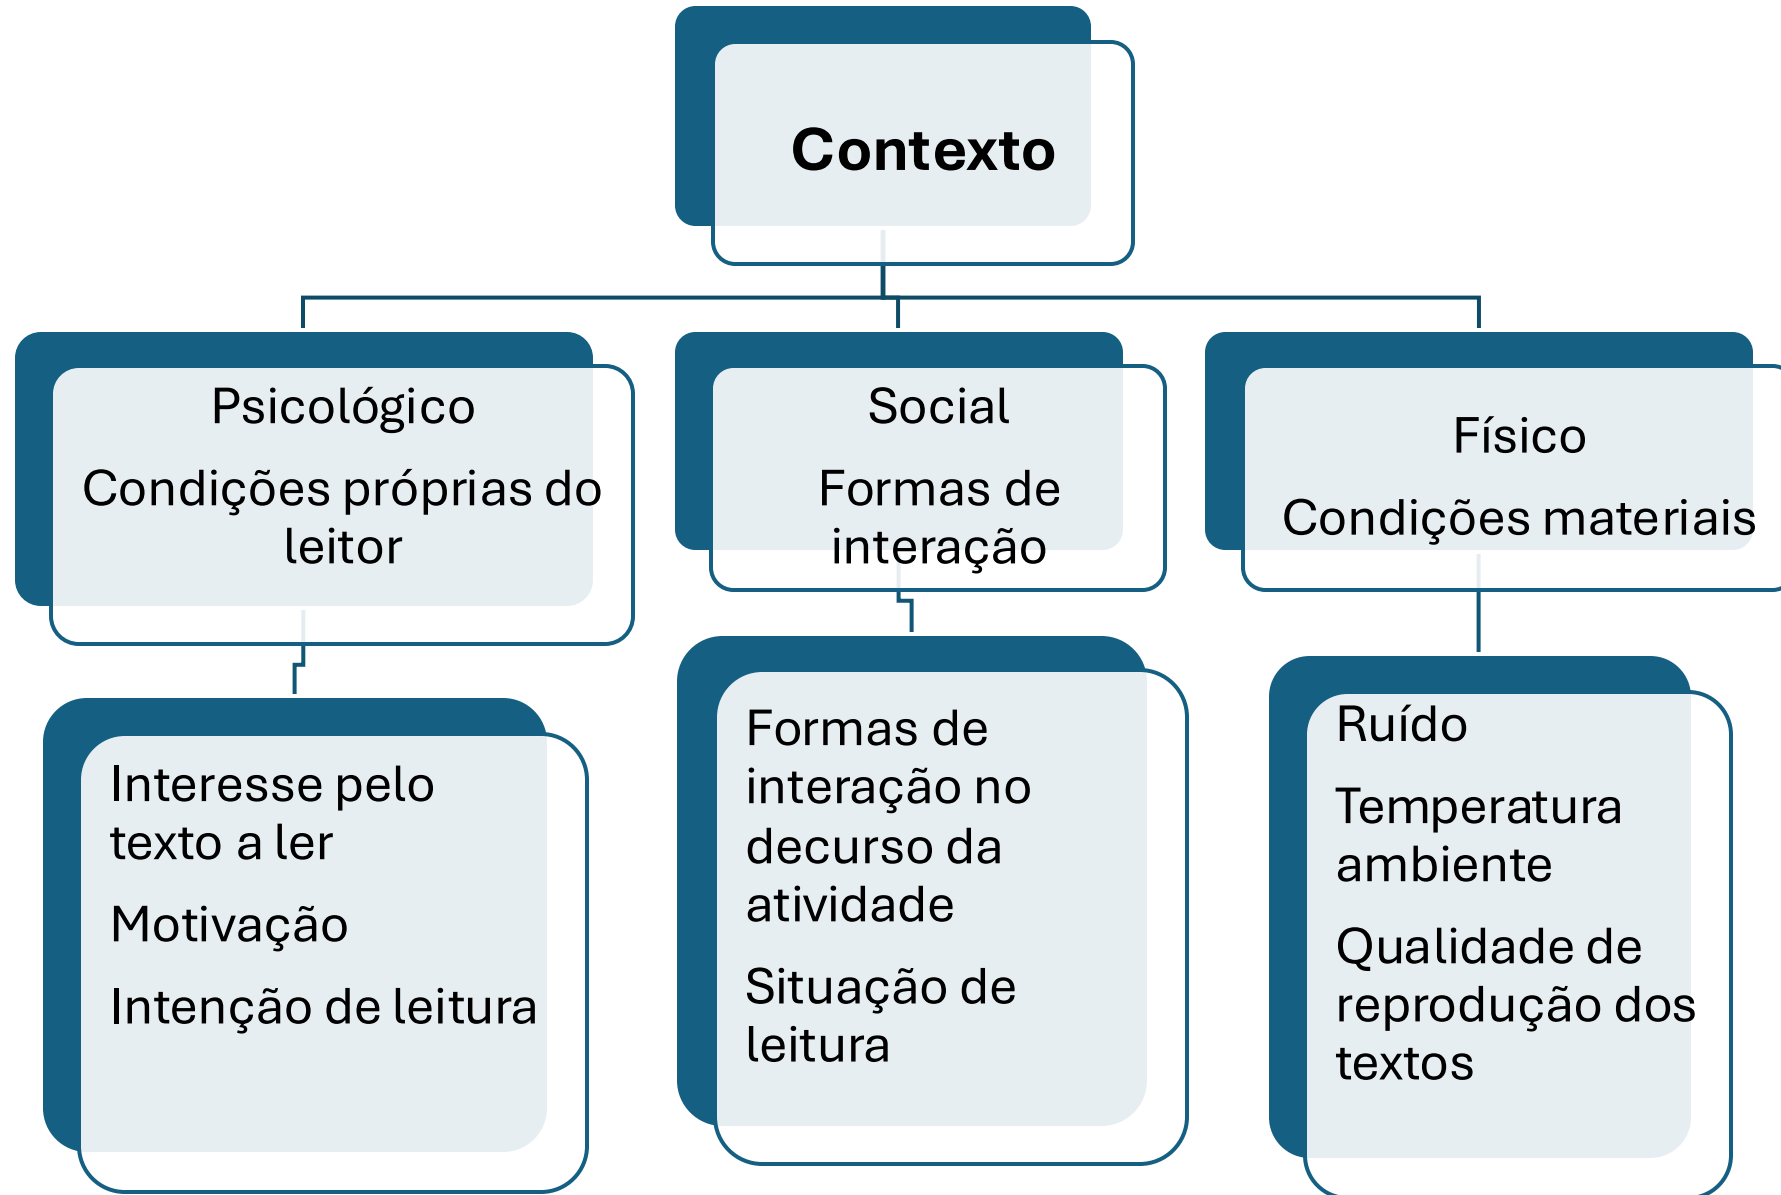 Contexto
Psicológico
Condições próprias do
leitor
Social
Formas de
interação
Físico
Condições materiais
Interesse pelo
texto a ler
Motivação
Intenção de leitura
Formas de
interação no
decurso da
atividade
Situação de
leitura
Ruído
Temperatura
ambiente
Qualidade de
reprodução dos
textos